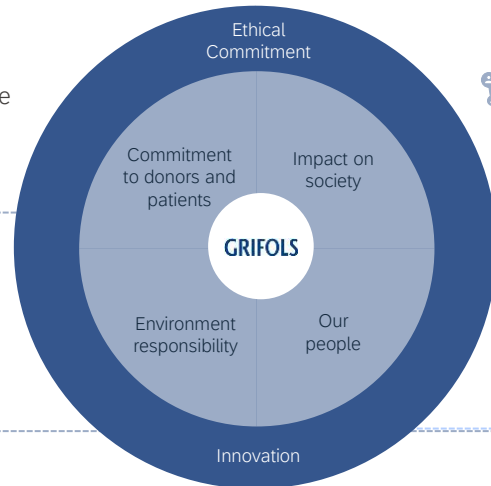 Ethical
Commitment
e
Commitment
to donors and
patients
Impact on
society
GRIFOLS
Environment
responsibility
Our
people
Innovation